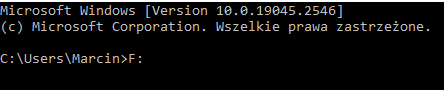 Microsoft Windows [Version 10.0.19045.2546]
(c) Microsoft Corporation. Wszelkie prawa zastrzeżone.
C:\Users\Marcin>F: